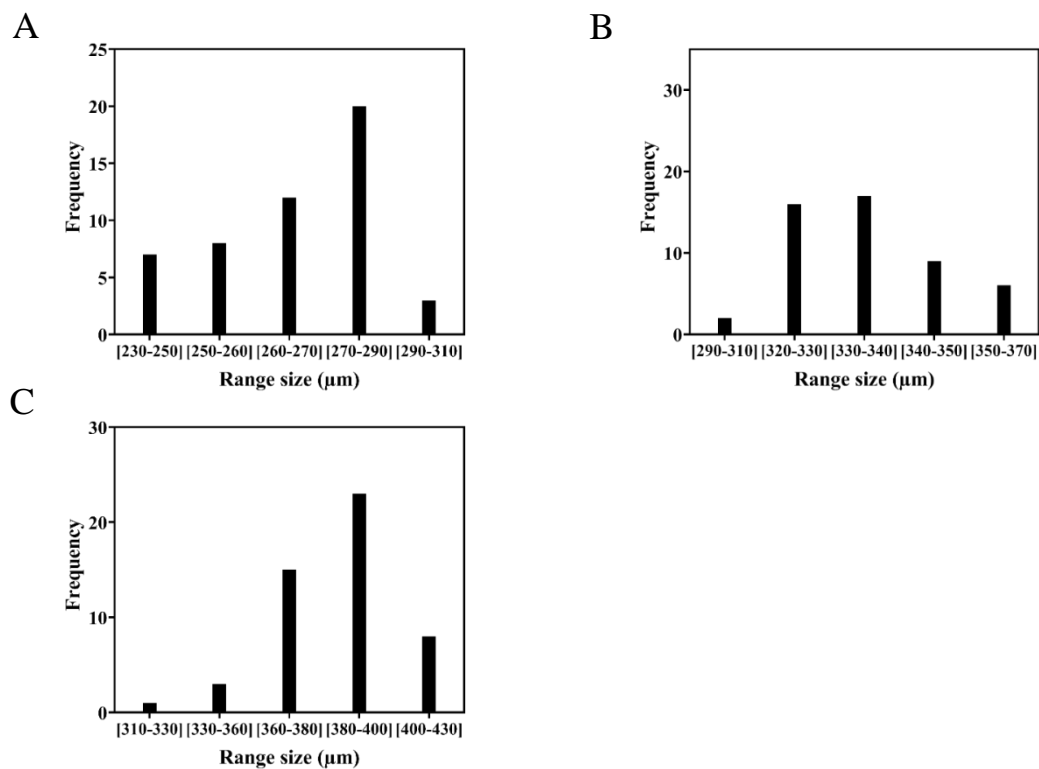 A
25
20
15
10
5
0
Frequency
[230-250] [250-260] [260-270] [270-290] [290-310]
Range size (µm)
B
30
20
10
0
Frequency
[290-310] [320-330] [330-340] [340-350] [350-370]
Range size (µm)
C
30
20
10
0
Frequency
[310-330] [330-360] [360-380] [380-400] [400-430]
Range size (µm)